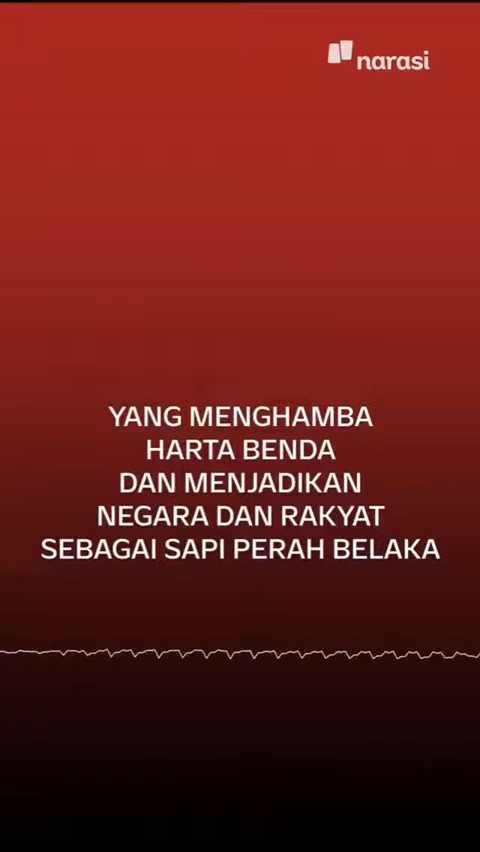 narasi
YANG MENGHAMBA
HARTA BENDA
DAN MENJADIKAN
NEGARA DAN RAKYAT
SEBAGAI SAPI PERAH BELAKA